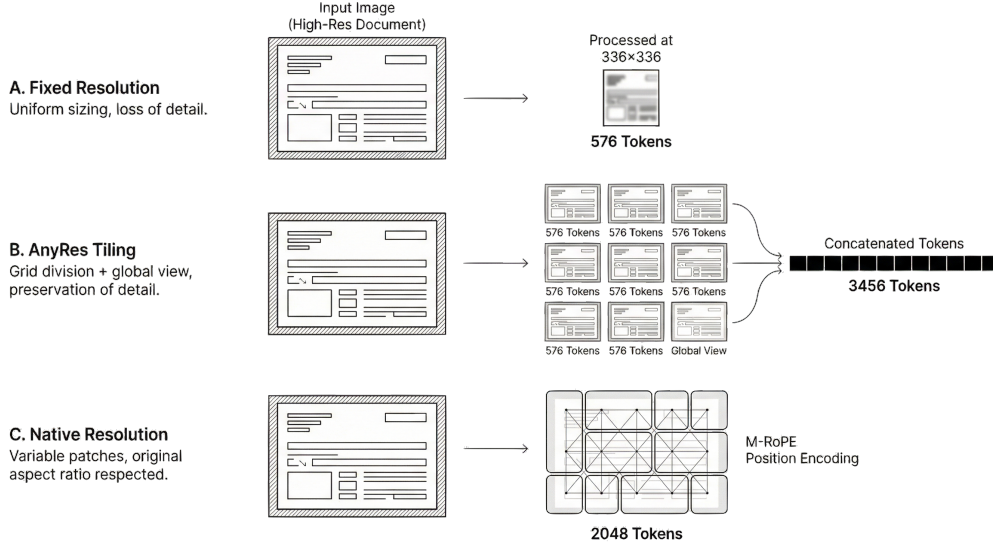 Input Image
(High-Res Document)
A. Fixed Resolution
Uniform sizing, loss of detail.
Processed at
336×336
576 Tokens
B. AnyRes Tiling
Grid division + global view,
preservation of detail.
576 Tokens 576 Tokens 576 Tokens
576 Tokens 576 Tokens 576 Tokens
576 Tokens 576 Tokens Global View
Concatenated Tokens
3456 Tokens
C. Native Resolution
Variable patches, original
aspect ratio respected.
M-RoPE
Position Encoding
2048 Tokens